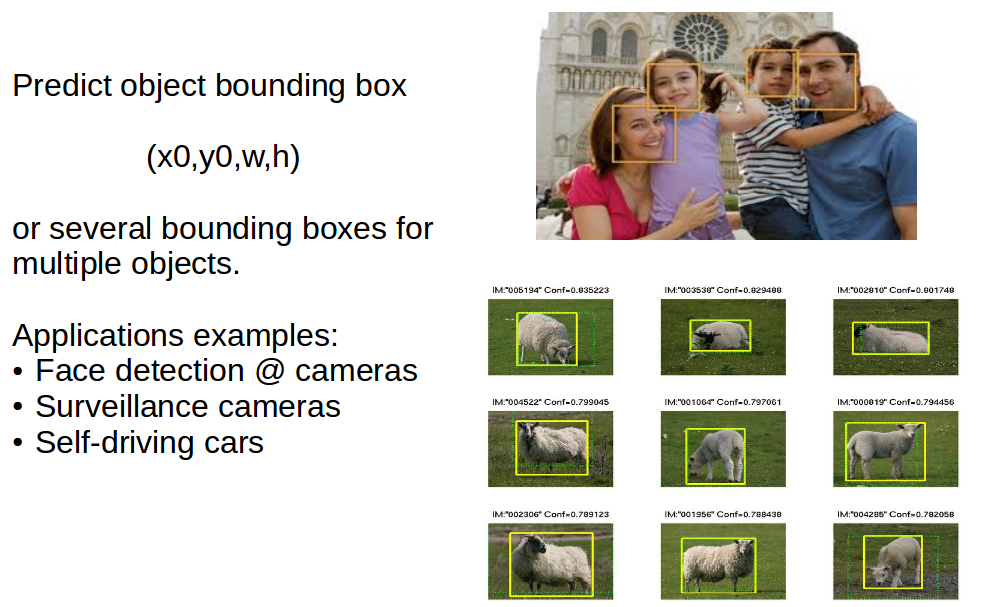 Predict object bounding box
(x0,y0,w,h)
or several bounding boxes for
multiple objects.
Applications examples:
• Face detection @ cameras
• Surveillance cameras
• Self-driving cars
IM:"005194" Conf=0.835223
IM:"003538" Conf=0.829488
IM:"002810" Conf=0.801748
IM:"004522" Conf=0.799045
IM:"001064" Conf=0.797061
IM:"000819" Conf=0.794456
IM:"002306" Conf=0.789123
IM:"001956" Conf=0.788438
IM:"004285" Conf=0.782058